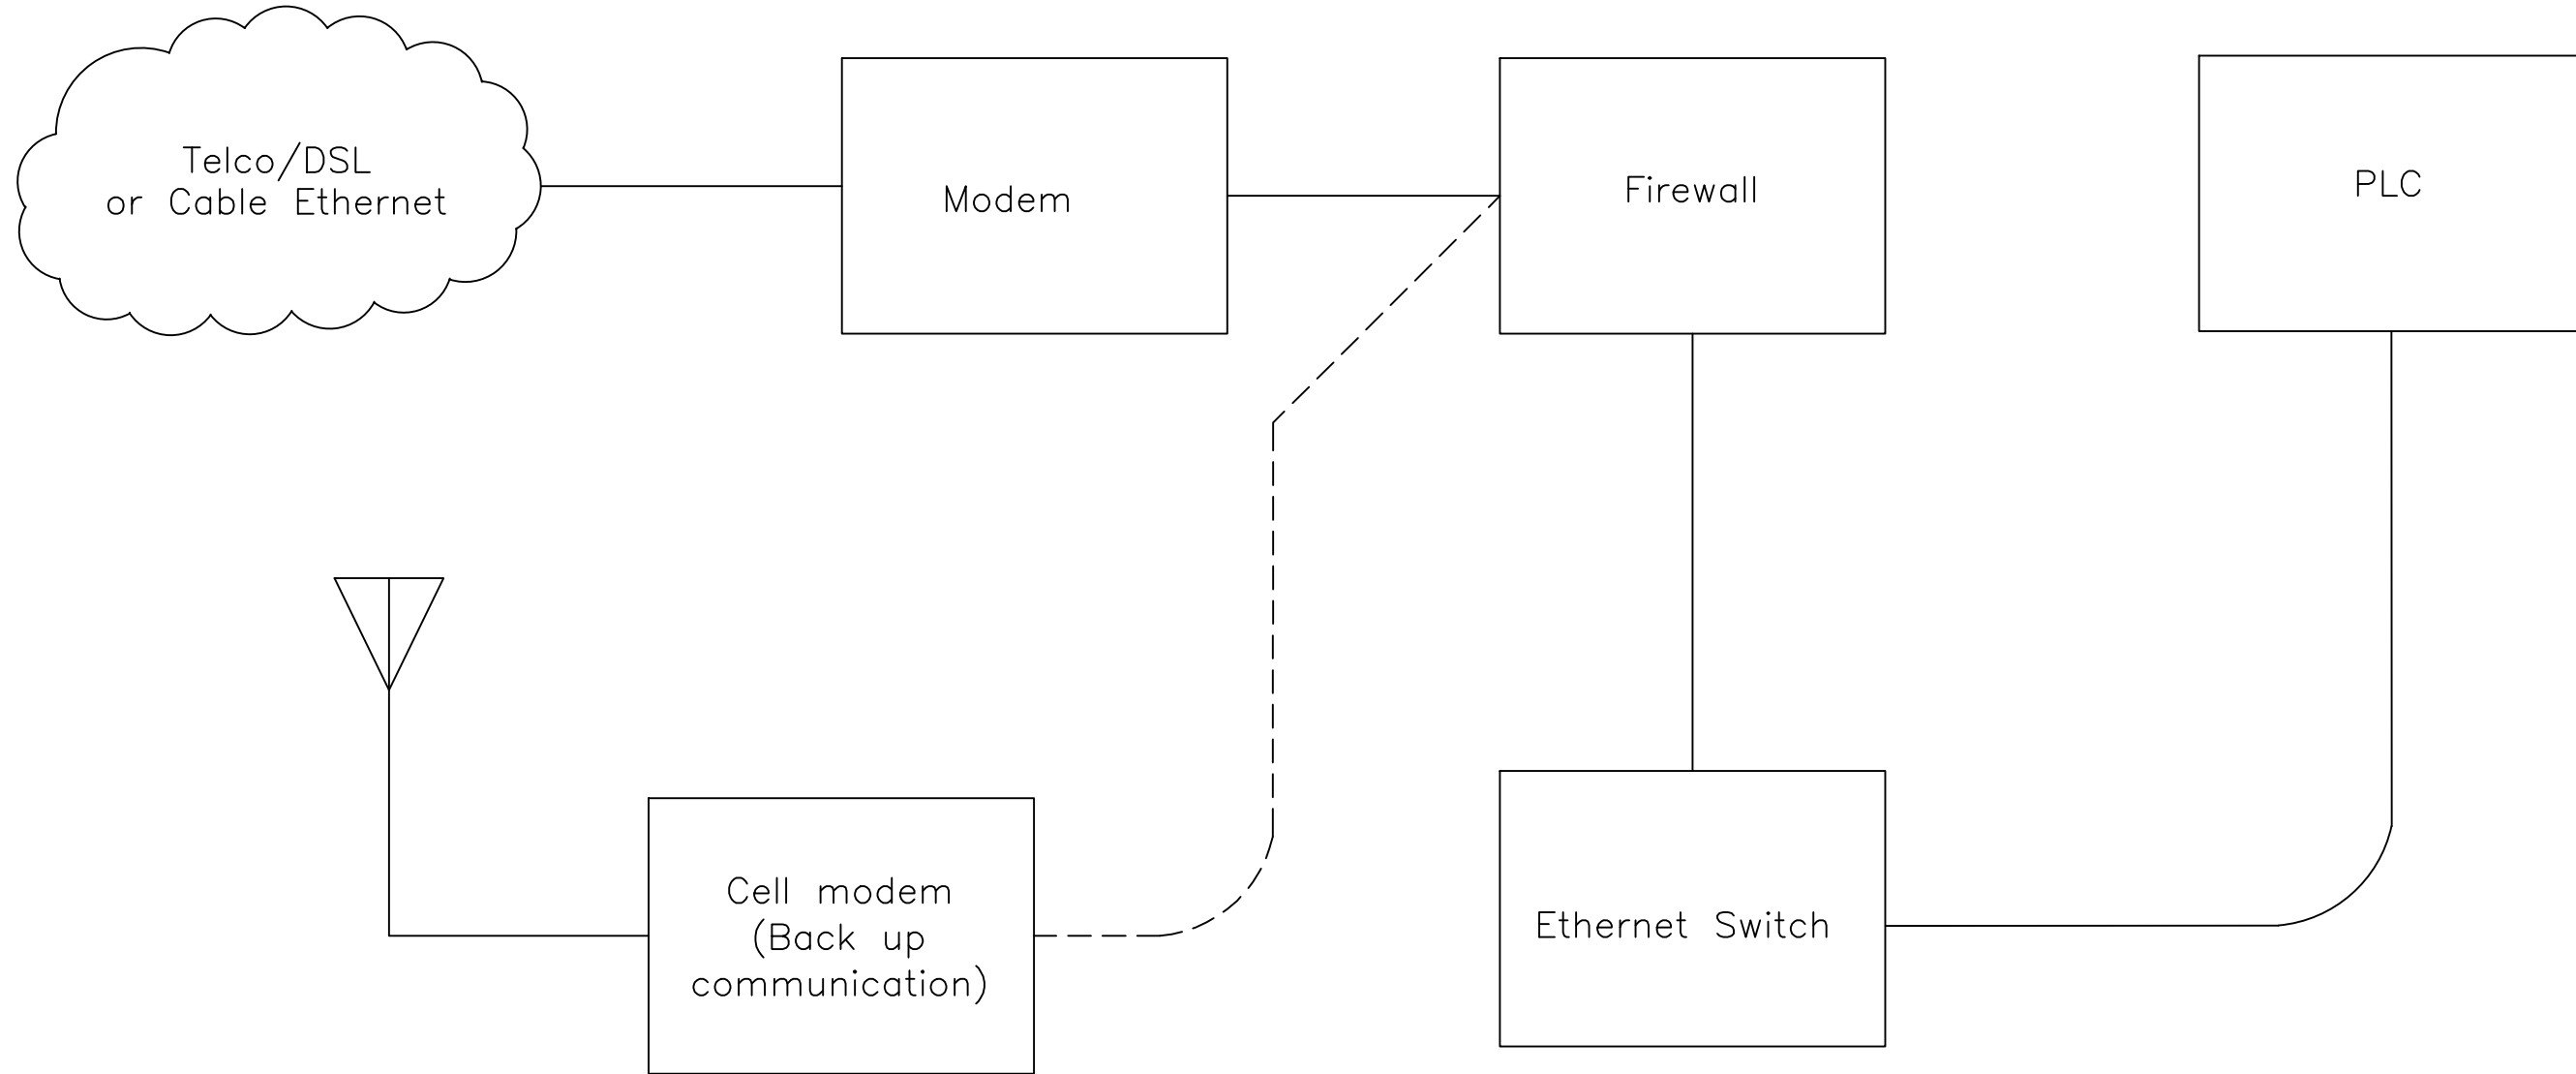 Telco/DSL
or Cable Ethernet
Modem
Firewall
PLC
Cell modem
(Back up
communication)
Ethernet Switch